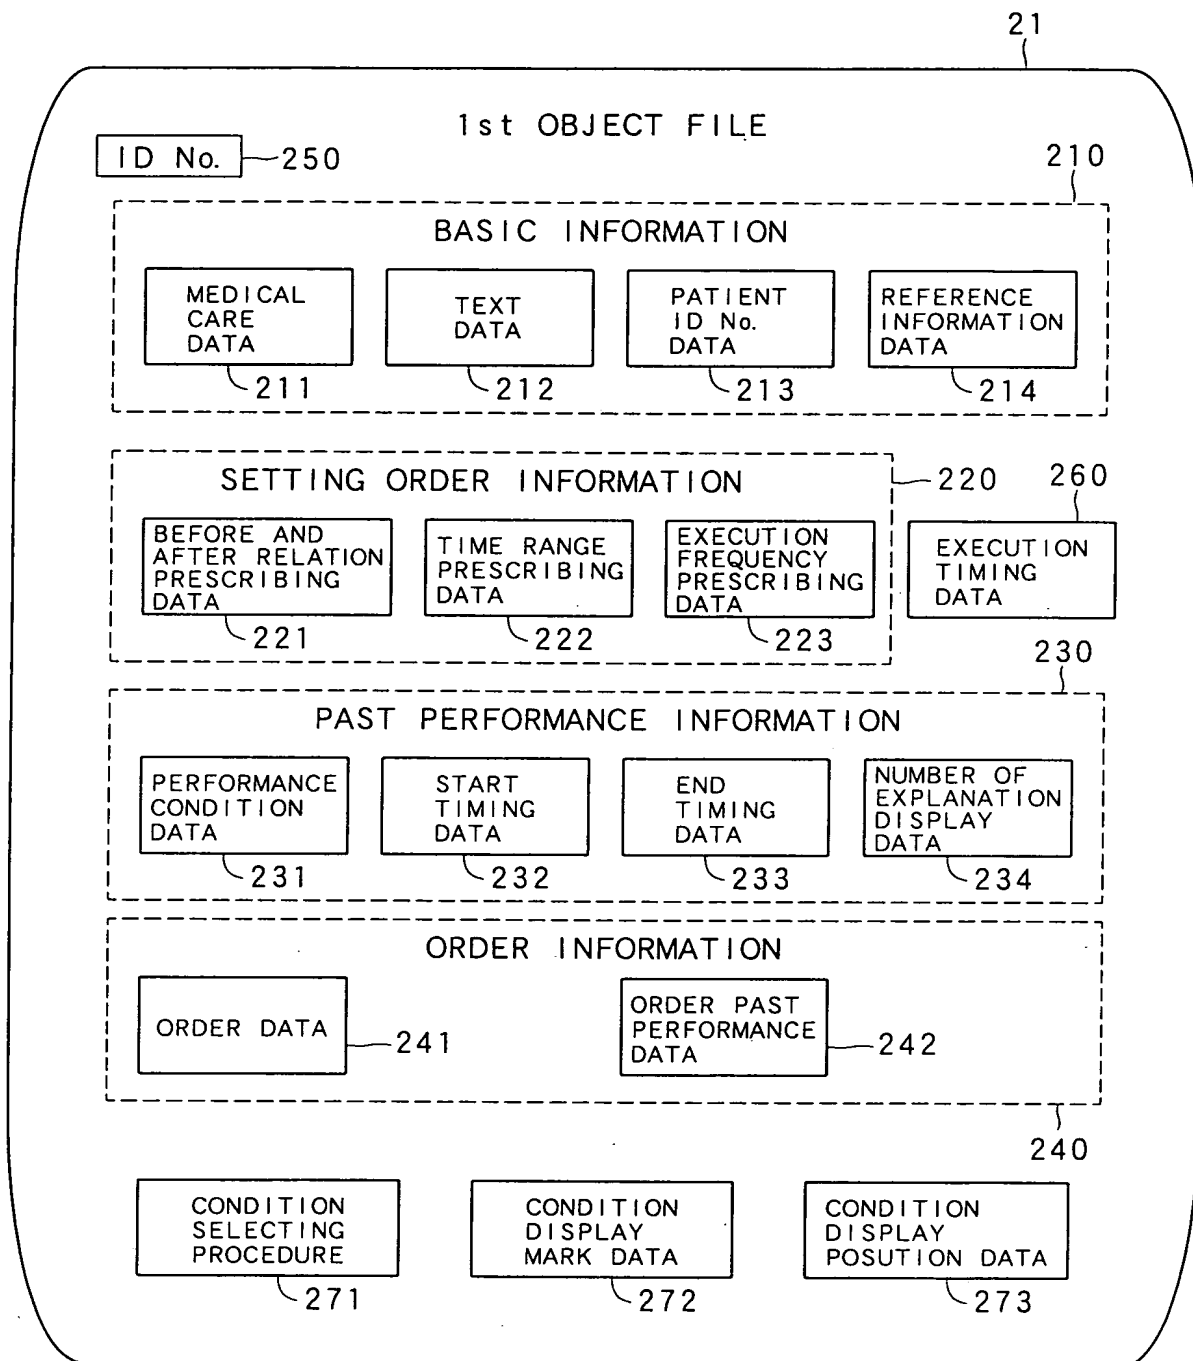 21
1st OBJECT FILE
ID No.
250
210
BASIC INFORMATION
MEDICAL
CARE
DATA
TEXT
DATA
PATIENT
ID No.
DATA
REFERENCE
INFORMATION
DATA
211
212
213
214
SETTING ORDER INFORMATION
220
260
BEFORE AND
AFTER RELATION
PRESCRIBING
DATA
TIME RANGE
PRESCRIBING
DATA
EXECUTION
FREQUENCY
PRESCRIBING
DATA
EXECUTION
TIMING
DATA
221
222
223
230
PAST PERFORMANCE INFORMATION
PERFORMANCE
CONDITION
DATA
START
TIMING
DATA
END
TIMING
DATA
NUMBER OF
EXPLANATION
DISPLAY
DATA
231
232
233
234
ORDER INFORMATION
ORDER DATA
241
ORDER PAST
PERFORMANCE
DATA
242
240
CONDITION
SELECTING
PROCEDURE
CONDITION
DISPLAY
MARK DATA
CONDITION
DISPLAY
POSUTION DATA
271
272
273